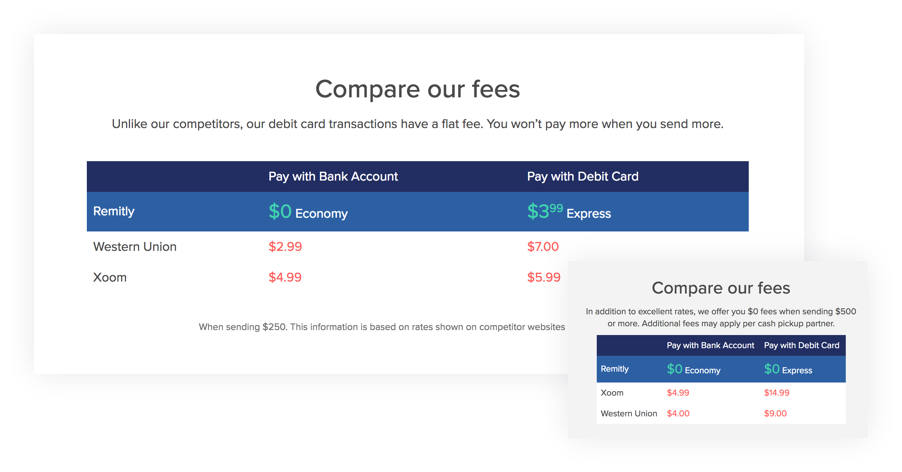 Compare our fees
Unlike our competitors, our debit card transactions have a flat fee. You won’t pay more when you send more.
Pay with Bank Account Pay with Debit Card
Remitly $0 Economy $3⁹⁹ Express
Western Union $2.99 $7.00
Xoom $4.99 $5.99
When sending $250. This information is based on rates shown on competitor websites
Compare our fees
In addition to excellent rates, we offer you $0 fees when sending $500
or more. Additional fees may apply per cash pickup partner.
Pay with Bank Account Pay with Debit Card
Remitly $0 Economy $0 Express
Xoom $4.99 $14.99
Western Union $4.00 $9.00